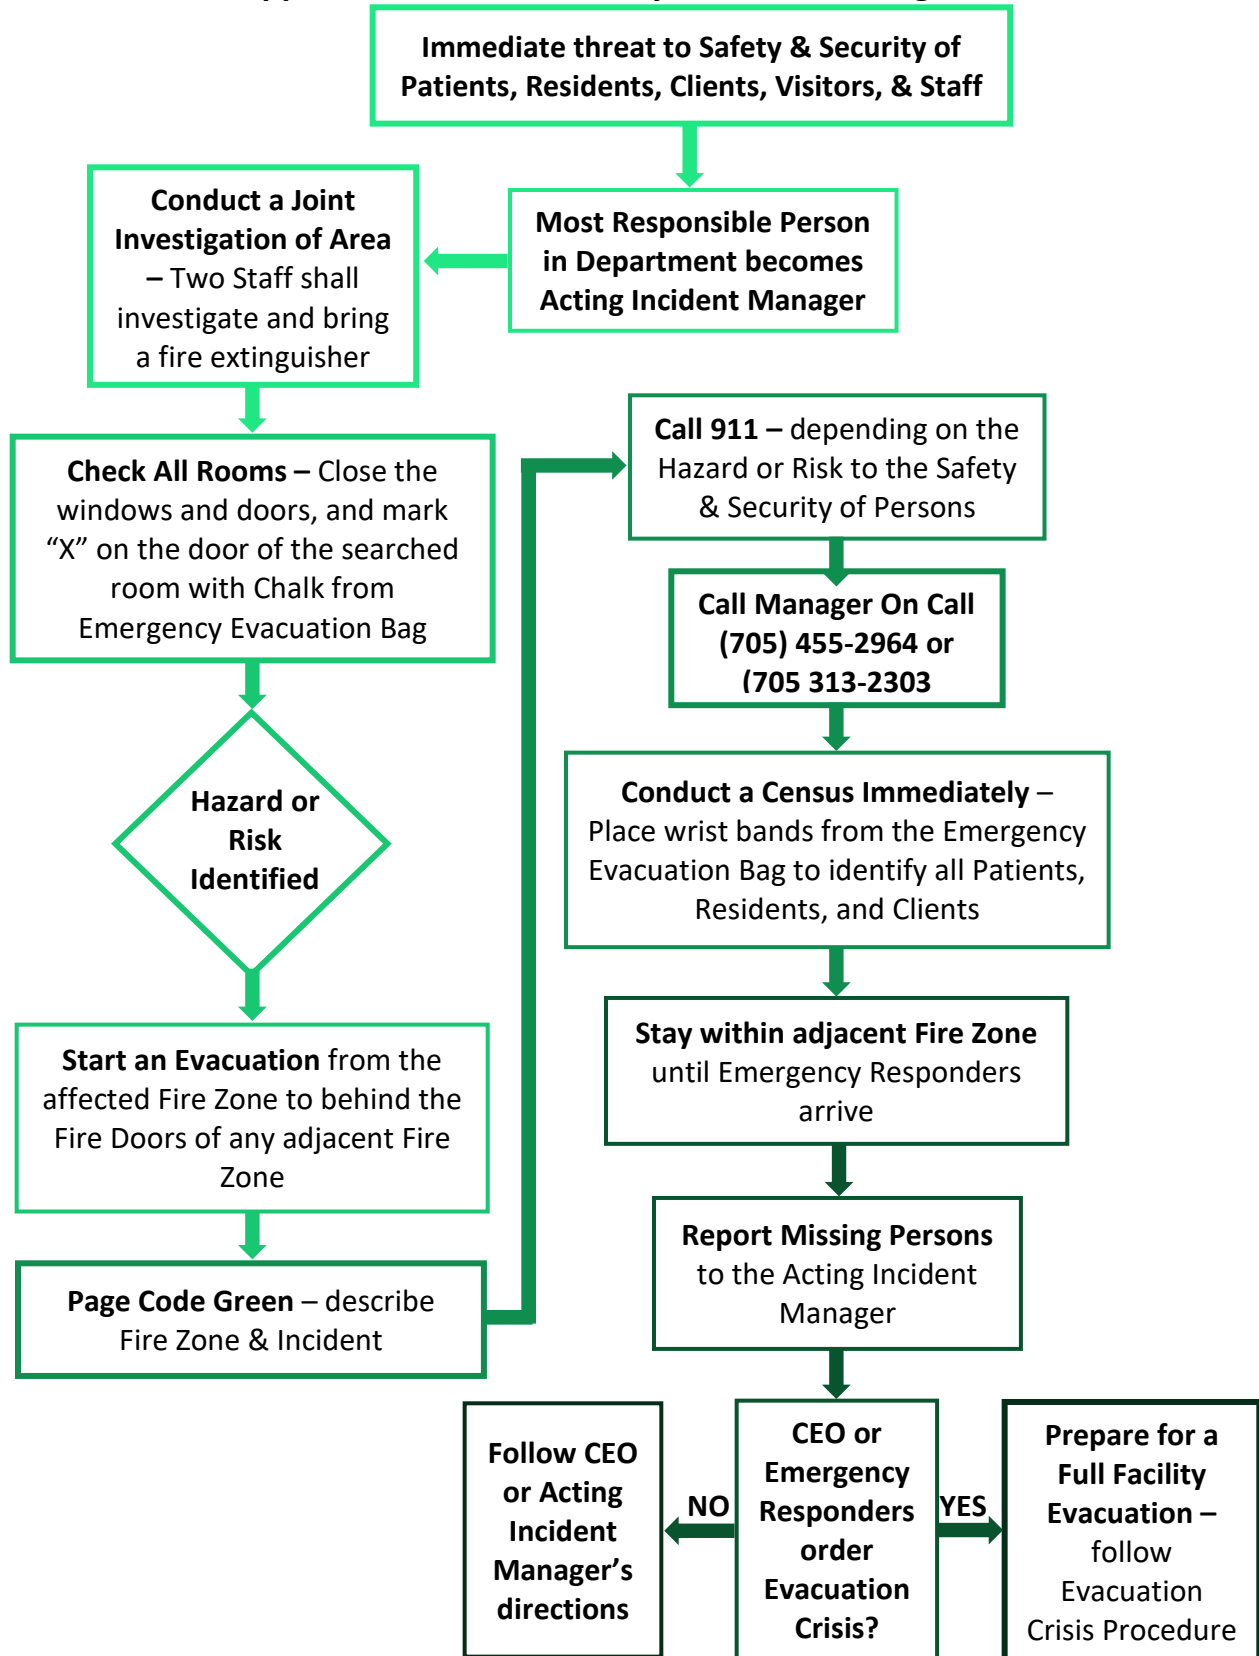 Immediate threat to Safety & Security of
Patients, Residents, Clients, Visitors, & Staff
Most Responsible Person
in Department becomes
Acting Incident Manager
Conduct a Joint
Investigation of Area
– Two Staff shall
investigate and bring
a fire extinguisher
Check All Rooms – Close the
windows and doors, and mark
“X” on the door of the searched
room with Chalk from
Emergency Evacuation Bag
Hazard or
Risk
Identified
Start an Evacuation from the
affected Fire Zone to behind the
Fire Doors of any adjacent Fire
Zone
Page Code Green – describe
Fire Zone & Incident
Call 911 – depending on the
Hazard or Risk to the Safety
& Security of Persons
Call Manager On Call
(705) 455-2964 or
(705 313-2303
Conduct a Census Immediately –
Place wrist bands from the Emergency
Evacuation Bag to identify all Patients,
Residents, and Clients
Stay within adjacent Fire Zone
until Emergency Responders
arrive
Report Missing Persons
to the Acting Incident
Manager
CEO or
Emergency
Responders
order
Evacuation
Crisis?
NO
Follow CEO
or Acting
Incident
Manager’s
directions
YES
Prepare for a
Full Facility
Evacuation –
follow
Evacuation
Crisis Procedure